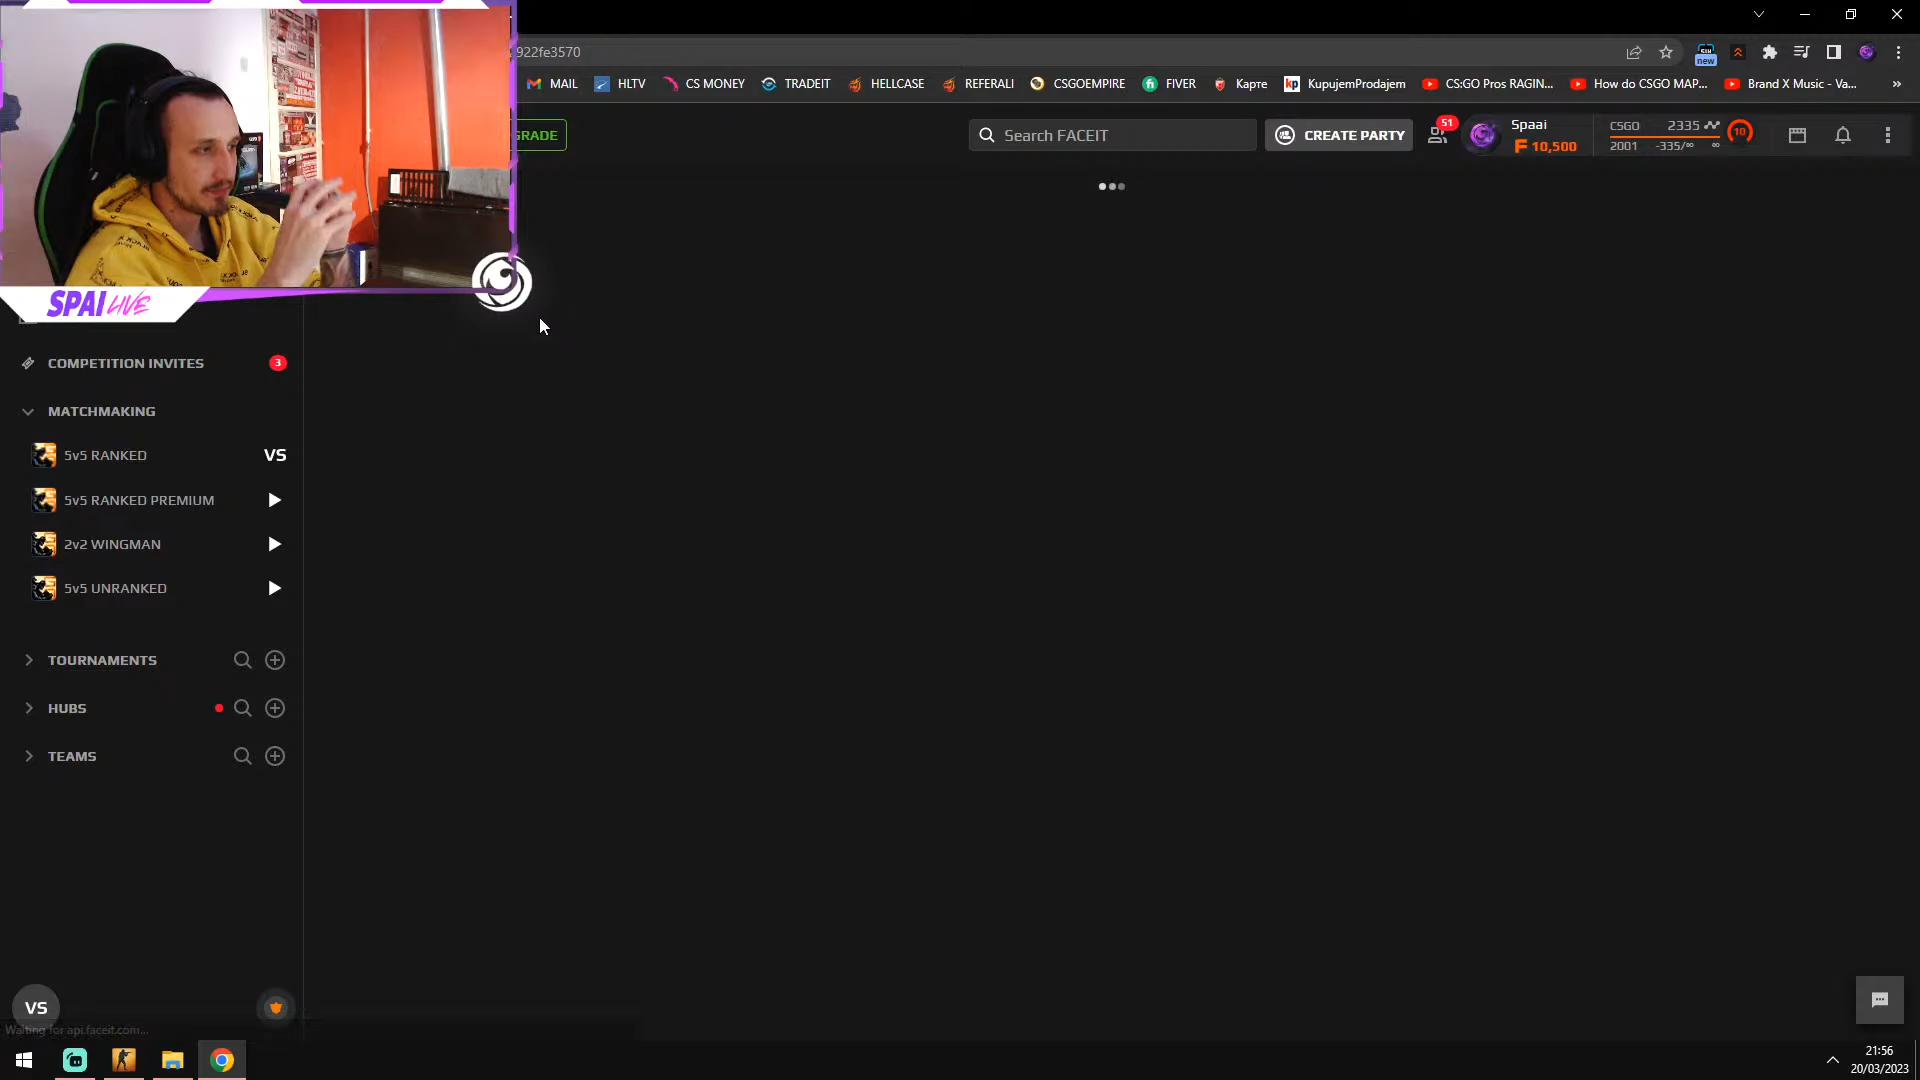 922fe3570
MAIL
HLTV
CS MONEY
TRADEIT
HELLCASE
REFERALI
CSGOEMPIRE
FIVER
Карте
KupujemProdajem
CS:GO Pros RAGIN...
How do CSGO MAP...
Brand X Music - Va...
»
new
GRADE
Search FACEIT
CREATE PARTY
51
Spaai
10,500
CSGO 2335
2001 -335/∞ ∞
10
SPAI LIVE
COMPETITION INVITES 3
MATCHMAKING
5v5 RANKED VS
5v5 RANKED PREMIUM
2v2 WINGMAN
5v5 UNRANKED
TOURNAMENTS
HUBS
TEAMS
VS
Waiting for api.faceit.com...
21:56
20/03/2023